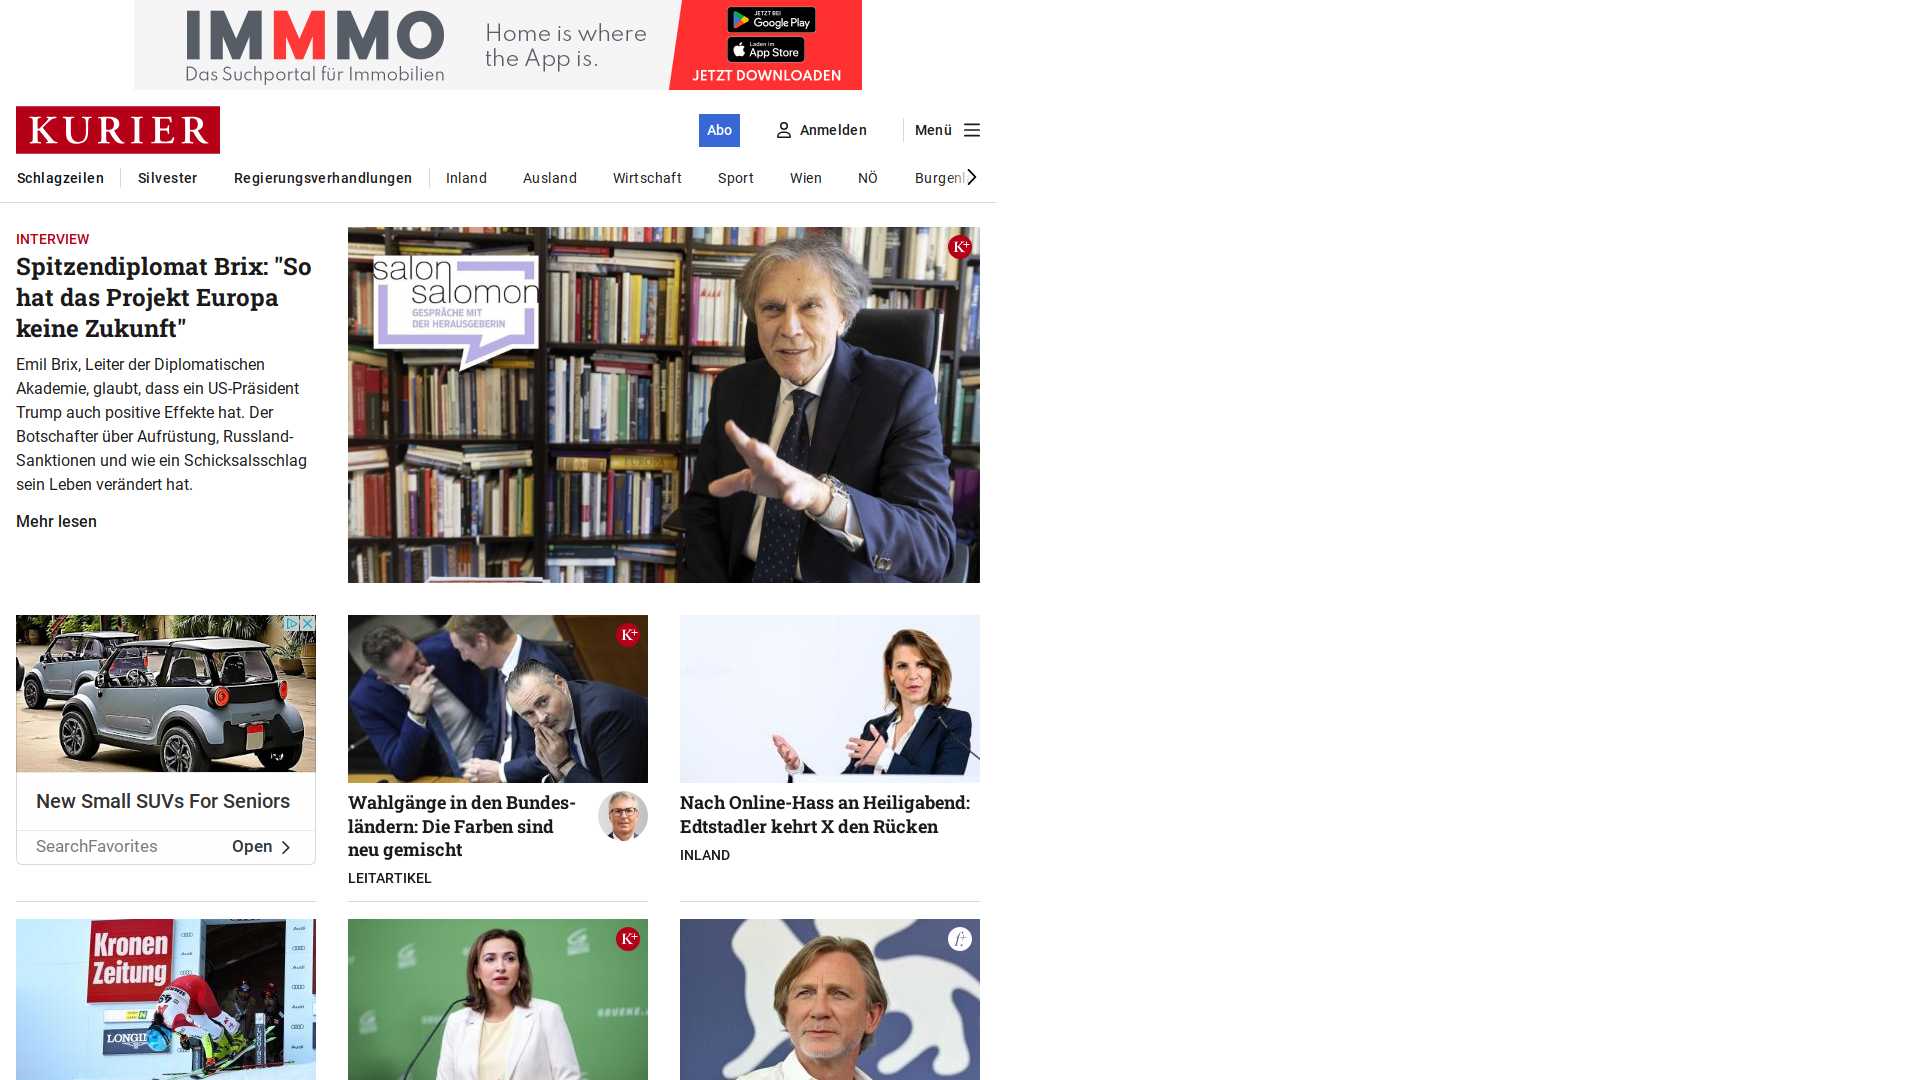 IMMMO
Das Suchportal für Immobilien
Home is where
the App is.
JETZT BEI
Google Play
Laden im
App Store
JETZT DOWNLOADEN
KURIER
Abo
Anmelden
Menü
Schlagzeilen
Silvester
Regierungsverhandlungen
Inland
Ausland
Wirtschaft
Sport
Wien
NÖ
Burgenl
INTERVIEW
Spitzendiplomat Brix: "So
hat das Projekt Europa
keine Zukunft"
Emil Brix, Leiter der Diplomatischen
Akademie, glaubt, dass ein US-Präsident
Trump auch positive Effekte hat. Der
Botschafter über Aufrüstung, Russland-
Sanktionen und wie ein Schicksalsschlag
sein Leben verändert hat.
Mehr lesen
salon
salomon
GESPRÄCHE MIT
DER HERAUSGEBERIN
EUROPA
K+
New Small SUVs For Seniors
SearchFavorites
Open
K+
Wahlgänge in den Bundes-
ländern: Die Farben sind
neu gemischt
LEITARTIKEL
Nach Online-Hass an Heiligabend:
Edtstadler kehrt X den Rücken
INLAND
Kronen
Zeitung
LONGIN
K+
f+